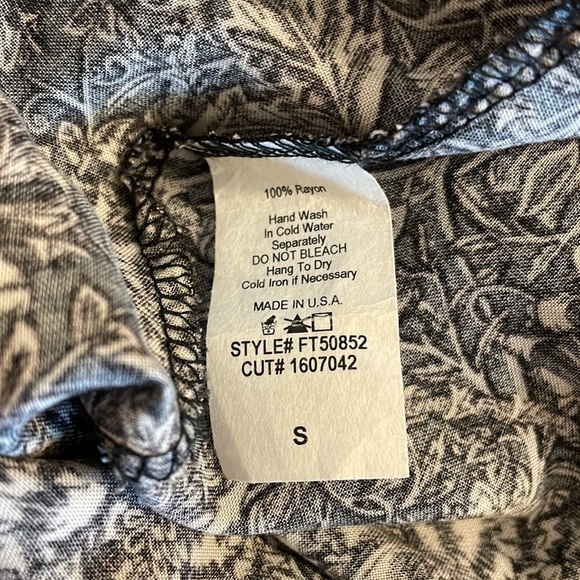 100% Rayon
Hand Wash
In Cold Water
Separately
DO NOT BLEACH
Hang To Dry
Cold Iron if Necessary
MADE IN U.S.A.
STYLE# FT50852
CUT# 1607042
S